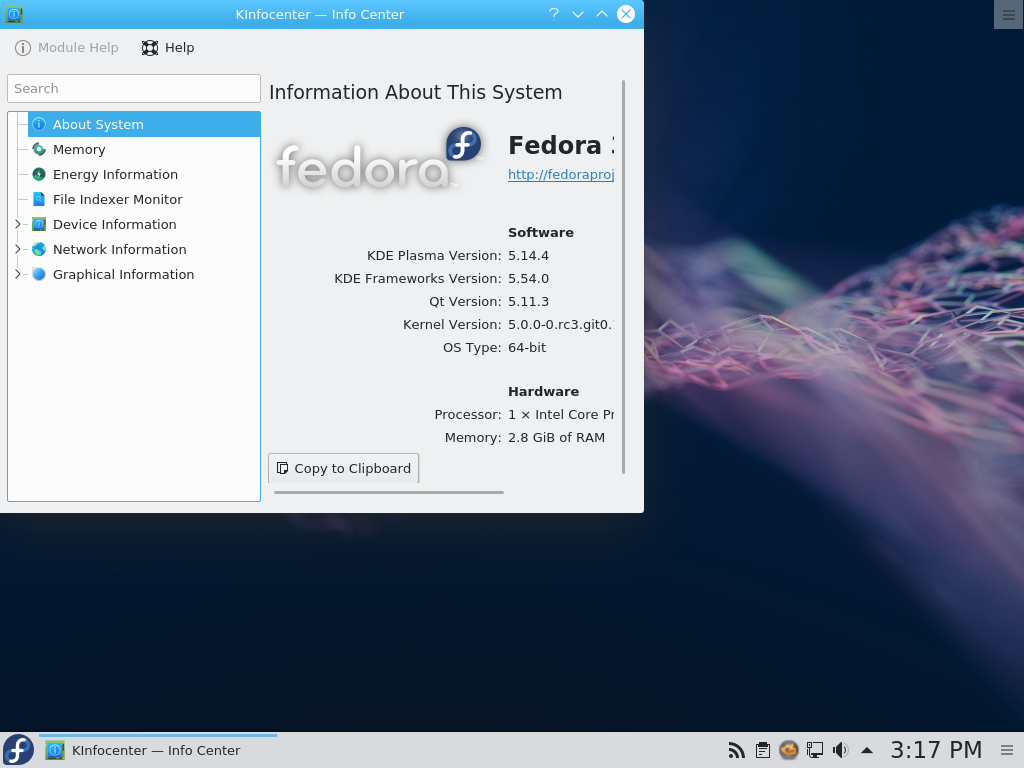 KInfocenter — Info Center
Module Help
Help
Search
About System
Memory
Energy Information
File Indexer Monitor
Device Information
Network Information
Graphical Information
Information About This System
fedora
Fedora
http://fedoraproj
Software
KDE Plasma Version: 5.14.4
KDE Frameworks Version: 5.54.0
Qt Version: 5.11.3
Kernel Version: 5.0.0-0.rc3.git0.
OS Type: 64-bit
Hardware
Processor: 1 × Intel Core Pr
Memory: 2.8 GiB of RAM
Copy to Clipboard
KInfocenter — Info Center
3:17 PM